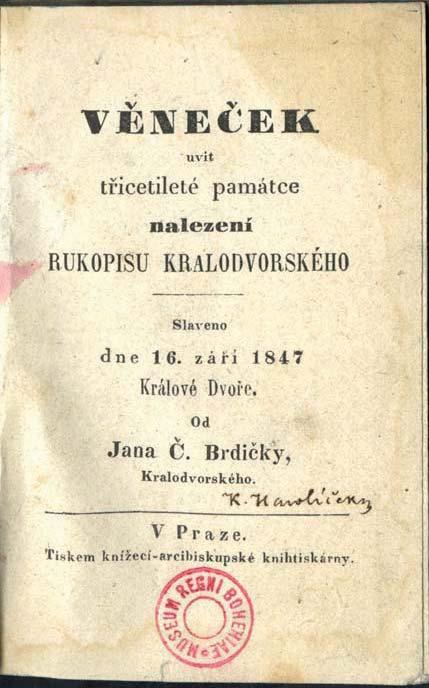 VĚNEČEK
uvit
třicetileté památce
nalezení
RUKOPISU KRALODVORSKÉHO
Slaveno
dne 16. září 1847
Králové Dvoře.
Od
Jana Č. Brdičky,
Kralodvorského.
K. Havlíčka
V Praze.
Tiskem knížecí-arcibiskupské knihtiskárny.
MUSEUM REGNI BOHEMIAE